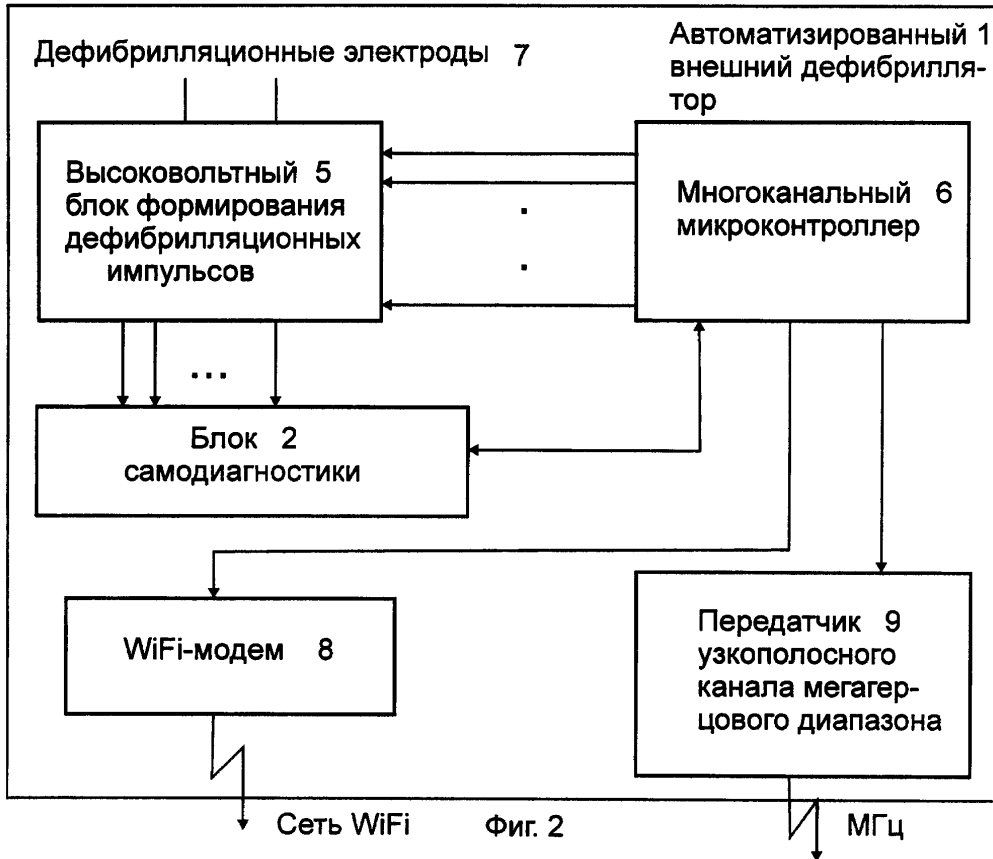 Дефибрилляционные электроды 7
Автоматизированный 1
внешний дефибрилля-
тор
Высоковольтный 5
блок формирования
дефибрилляционных
импульсов
Многоканальный 6
микроконтроллер
. . .
Блок 2
самодиагностики
WiFi-модем 8
Передатчик 9
узкополосного
канала мегагер-
цового диапазона
Сеть WiFi
Фиг. 2
МГц